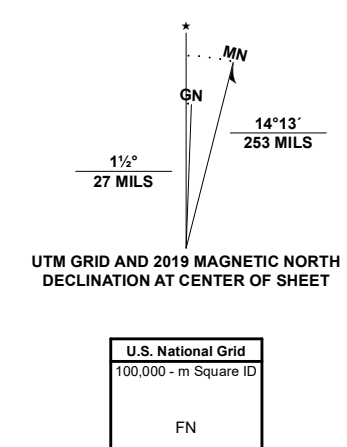 ★
MN
GN
14°13´
253 MILS
1½°
27 MILS
UTM GRID AND 2019 MAGNETIC NORTH
DECLINATION AT CENTER OF SHEET
U.S. National Grid
100,000 - m Square ID
FN